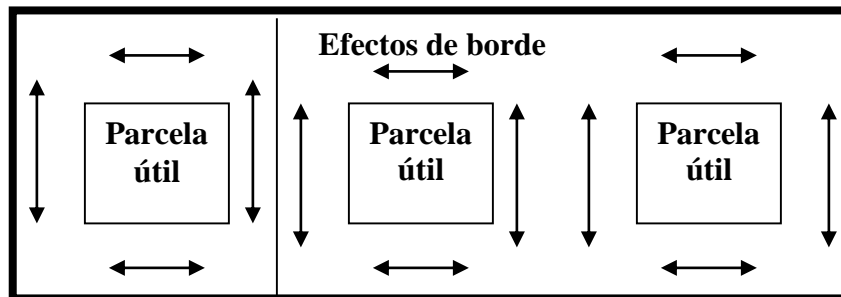 Efectos de borde
Parcela
útil
Parcela
útil
Parcela
útil